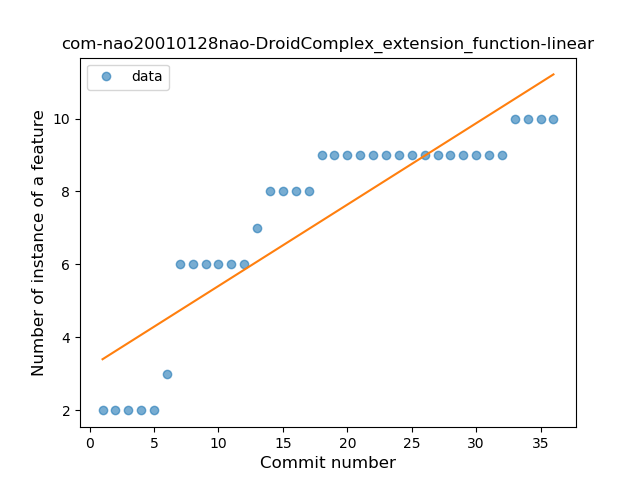 com-nao20010128nao-DroidComplex_extension_function-linear
data
Number of instance of a feature
10
8
6
4
2
0 5 10 15 20 25 30 35
Commit number